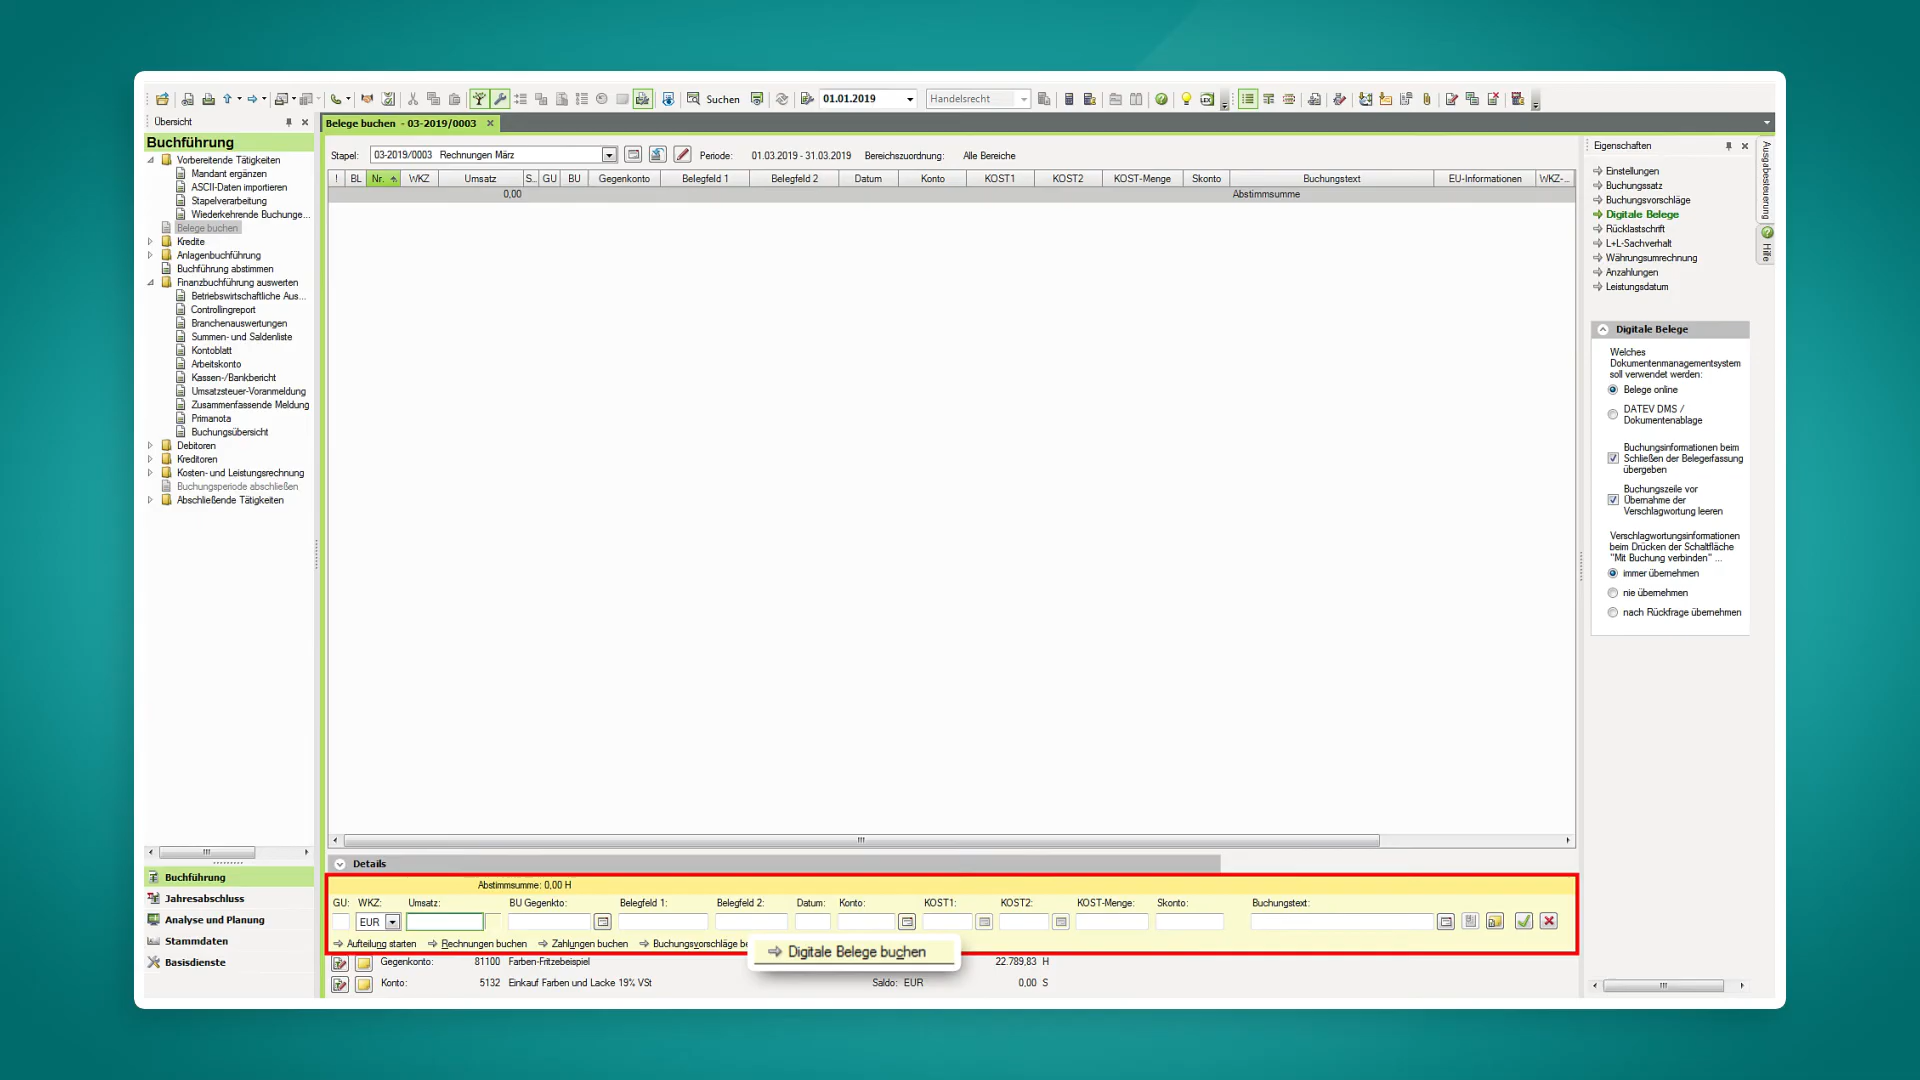 Suchen
01.01.2019
Handelsrecht
Übersicht
Buchführung
Vorbereitende Tätigkeiten
Mandant ergänzen
ASCII-Daten importieren
Stapelverarbeitung
Wiederkehrende Buchunge...
Belege buchen
Kredite
Anlagenbuchführung
Buchführung abstimmen
Finanzbuchführung auswerten
Betriebswirtschaftliche Aus...
Controllingreport
Branchenauswertungen
Summen- und Saldenliste
Kontoblatt
Arbeitskonto
Kassen-/Bankbericht
Umsatzsteuer-Voranmeldung
Zusammenfassende Meldung
Primanota
Buchungsübersicht
Debitoren
Kreditoren
Kosten- und Leistungsrechnung
Buchungsperiode abschließen
Abschließende Tätigkeiten
Buchführung
Jahresabschluss
Analyse und Planung
Stammdaten
Basisdienste
Belege buchen - 03-2019/0003
Stapel: 03-2019/0003 Rechnungen März Periode: 01.03.2019 - 31.03.2019 Bereichszuordnung: Alle Bereiche
! BL Nr. WKZ Umsatz S... GU BU Gegenkonto Belegfeld 1 Belegfeld 2 Datum Konto KOST1 KOST2 KOST-Menge Skonto Buchungstext EU-Informationen WKZ-...
0,00 Abstimmsumme
Details
Abstimmsumme: 0,00 H
GU: WKZ: Umsatz: BU Gegenkto: Belegfeld 1: Belegfeld 2: Datum: Konto: KOST1: KOST2: KOST-Menge: Skonto: Buchungstext:
EUR
Aufteilung starten Rechnungen buchen Zahlungen buchen Buchungsvorschläge be
Digitale Belege buchen
Gegenkonto: 81100 Farben-Fritzebeispiel 22.789,83 H
Konto: 5132 Einkauf Farben und Lacke 19% VSt Saldo: EUR 0,00 S
Eigenschaften
Einstellungen
Buchungssatz
Buchungsvorschläge
Digitale Belege
Rücklastschrift
L+L-Sachverhalt
Währungsumrechnung
Anzahlungen
Leistungsdatum
Digitale Belege
Welches
Dokumentenmanagementsystem
soll verwendet werden:
Belege online
DATEV DMS /
Dokumentenablage
Buchungsinformationen beim
Schließen der Belegerfassung
übergeben
Buchungszeile vor
Übernahme der
Verschlagwortung leeren
Verschlagwortungsinformationen
beim Drücken der Schaltfläche
"Mit Buchung verbinden" ...
immer übernehmen
nie übernehmen
nach Rückfrage übernehmen
Ausgabesteuerung
Hilfe